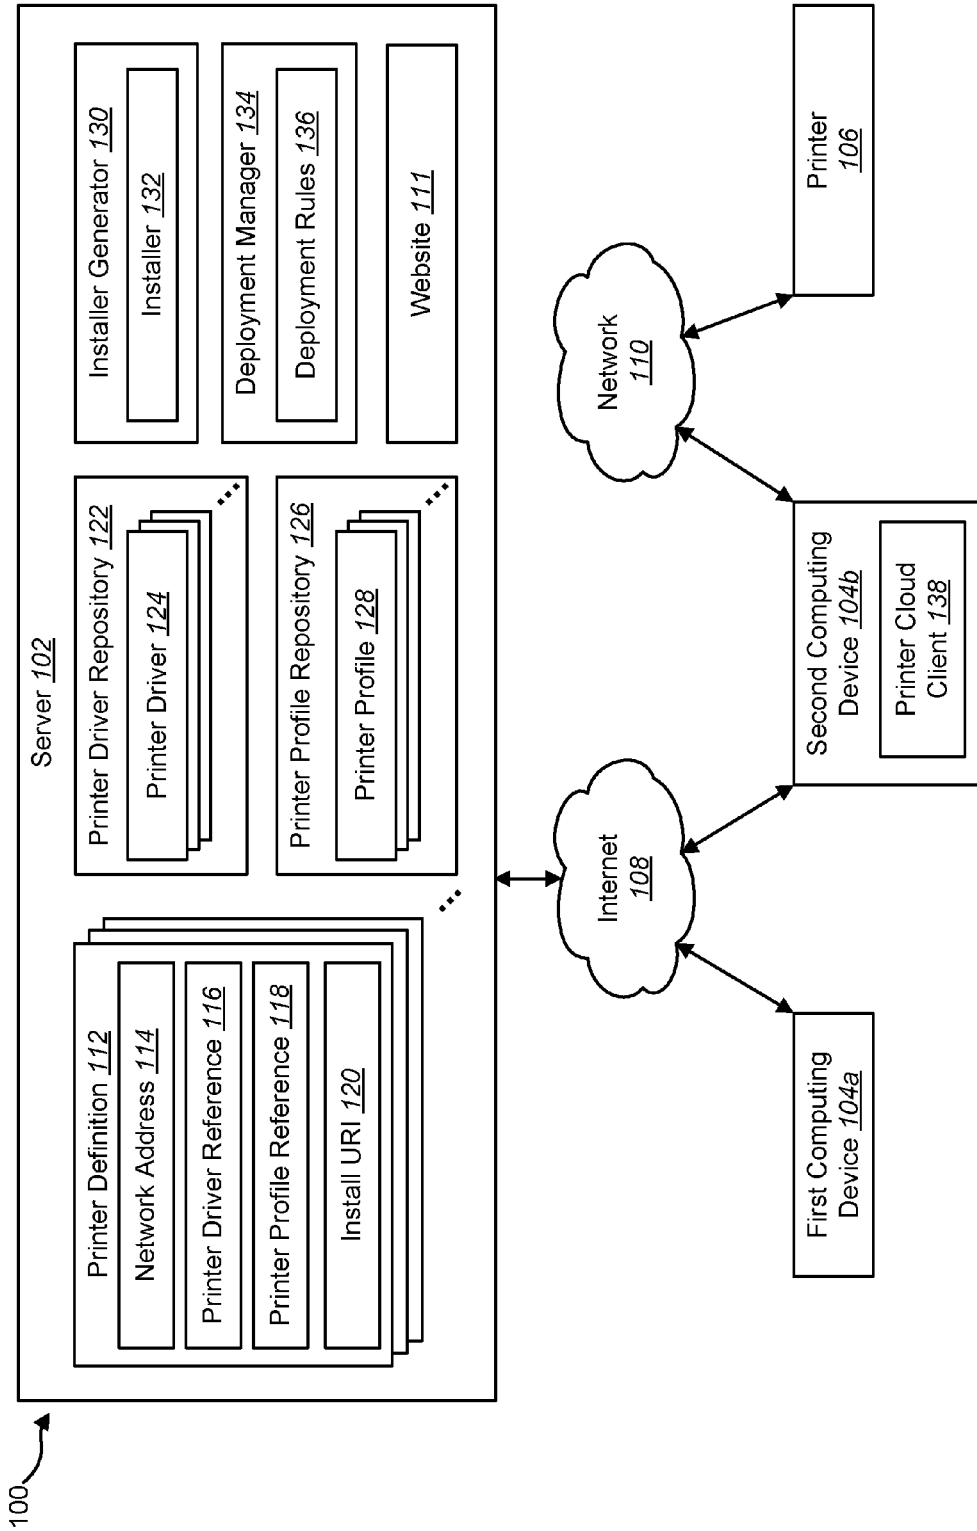 100
Server 102
Printer Definition 112
Network Address 114
Printer Driver Reference 116
Printer Profile Reference 118
Install URI 120
Printer Driver Repository 122
Printer Driver 124
Printer Profile Repository 126
Printer Profile 128
Installer Generator 130
Installer 132
Deployment Manager 134
Deployment Rules 136
Website 111
Internet
108
Network
110
First Computing
Device 104a
Second Computing
Device 104b
Printer Cloud
Client 138
Printer
106